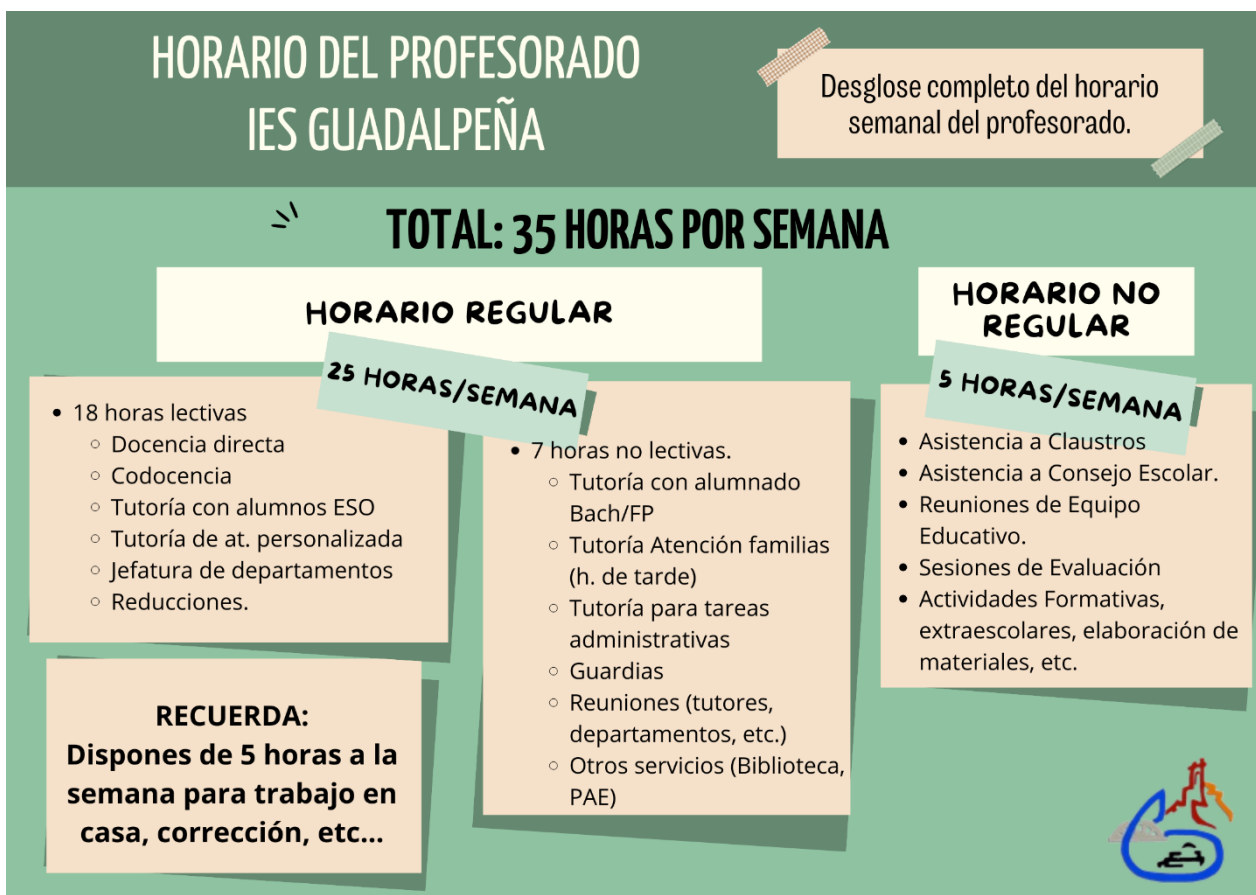 HORARIO DEL PROFESORADO
IES GUADALPEÑA
Desglose completo del horario
semanal del profesorado.
TOTAL: 35 HORAS POR SEMANA
HORARIO REGULAR
25 HORAS/SEMANA
• 18 horas lectivas
◦ Docencia directa
◦ Codocencia
◦ Tutoría con alumnos ESO
◦ Tutoría de at. personalizada
◦ Jefatura de departamentos
◦ Reducciones.
• 7 horas no lectivas.
◦ Tutoría con alumnado
Bach/FP
◦ Tutoría Atención familias
(h. de tarde)
◦ Tutoría para tareas
administrativas
◦ Guardias
◦ Reuniones (tutores,
departamentos, etc.)
◦ Otros servicios (Biblioteca,
PAE)
HORARIO NO
REGULAR
5 HORAS/SEMANA
• Asistencia a Claustros
• Asistencia a Consejo Escolar.
• Reuniones de Equipo
Educativo.
• Sesiones de Evaluación
• Actividades Formativas,
extraescolares, elaboración de
materiales, etc.
RECUERDA:
Dispones de 5 horas a la
semana para trabajo en
casa, corrección, etc...